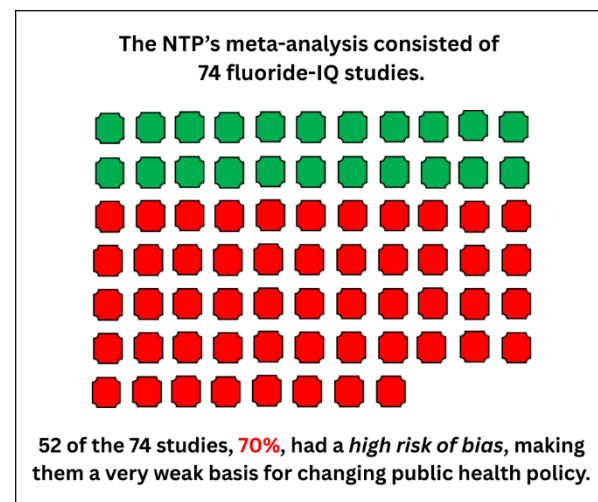 The NTP's meta-analysis consisted of
74 fluoride-IQ studies.
52 of the 74 studies, 70%, had a high risk of bias, making
them a very weak basis for changing public health policy.